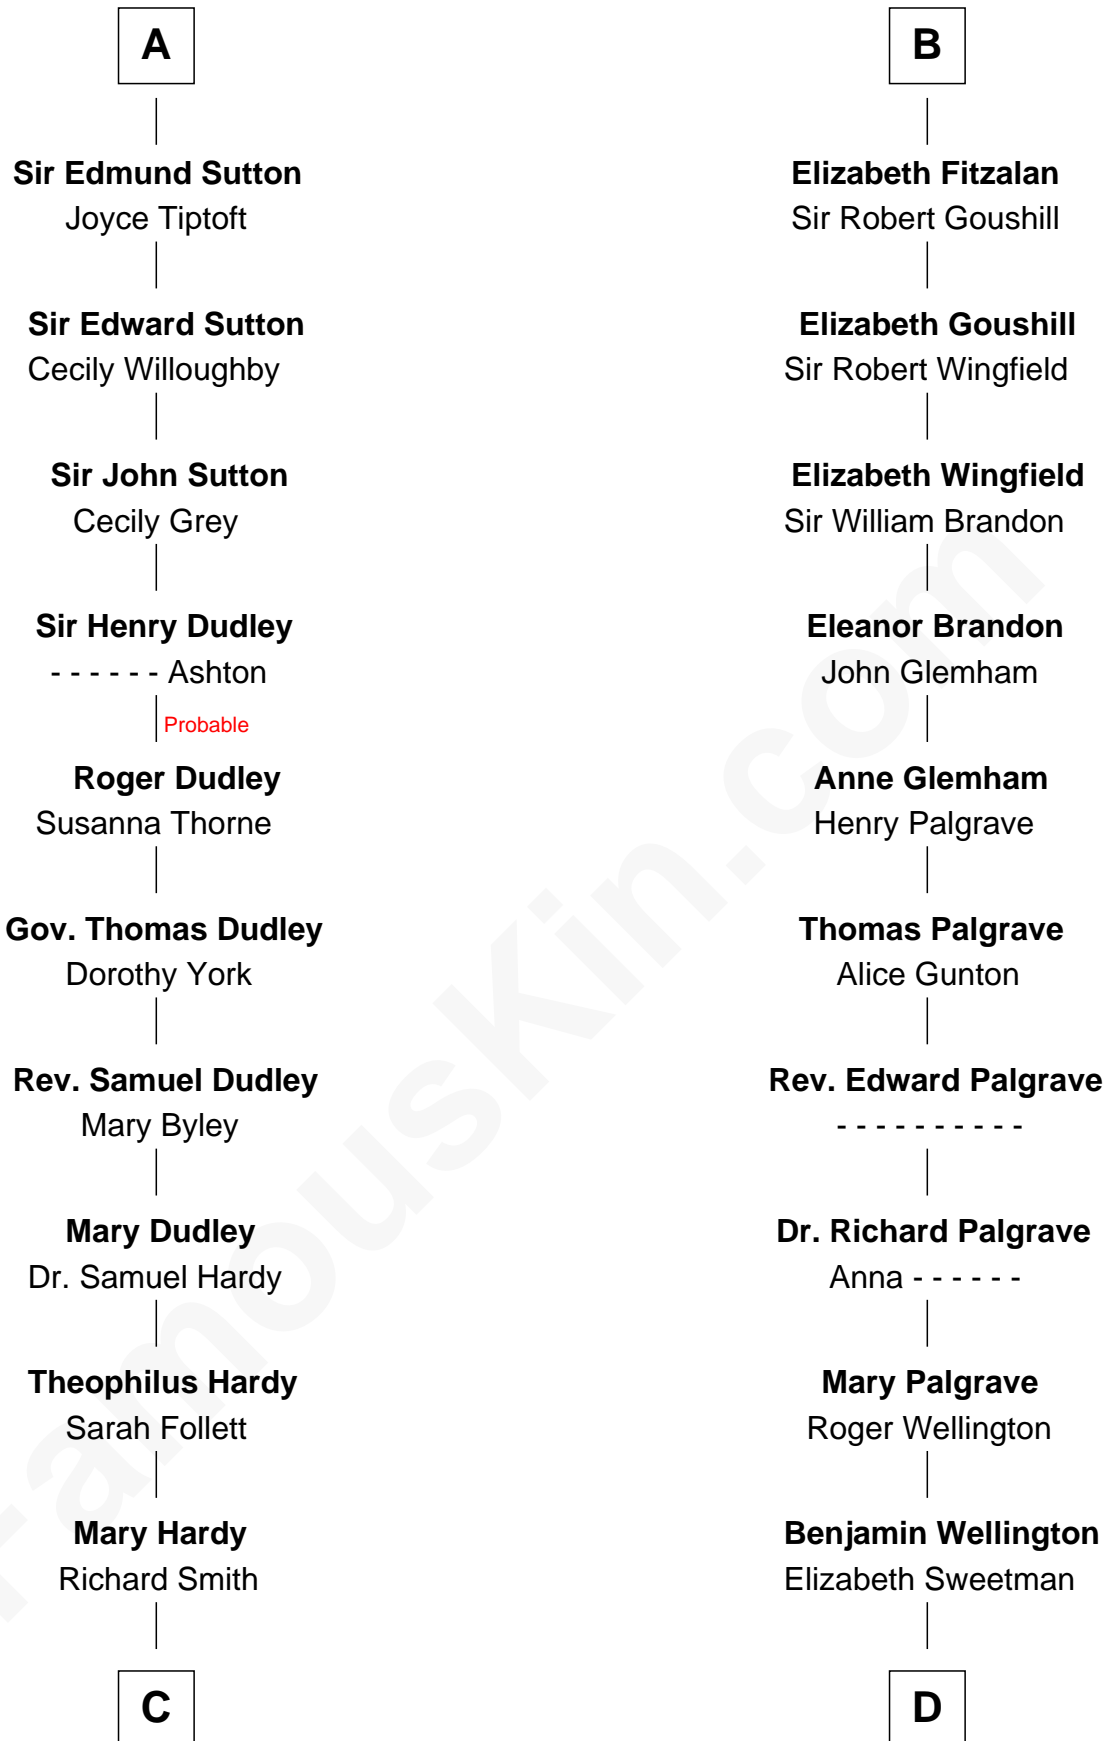 A
Sir Edmund Sutton
Joyce Tiptoft
Sir Edward Sutton
Cecily Willoughby
Sir John Sutton
Cecily Grey
Sir Henry Dudley
- - - - - - Ashton
Probable
Roger Dudley
Susanna Thorne
Gov. Thomas Dudley
Dorothy York
Rev. Samuel Dudley
Mary Byley
Mary Dudley
Dr. Samuel Hardy
Theophilus Hardy
Sarah Follett
Mary Hardy
Richard Smith
C
B
Elizabeth Fitzalan
Sir Robert Goushill
Elizabeth Goushill
Sir Robert Wingfield
Elizabeth Wingfield
Sir William Brandon
Eleanor Brandon
John Glemham
Anne Glemham
Henry Palgrave
Thomas Palgrave
Alice Gunton
Rev. Edward Palgrave
- - - - - - - - - -
Dr. Richard Palgrave
Anna - - - - - -
Mary Palgrave
Roger Wellington
Benjamin Wellington
Elizabeth Sweetman
D
FamousKin.com